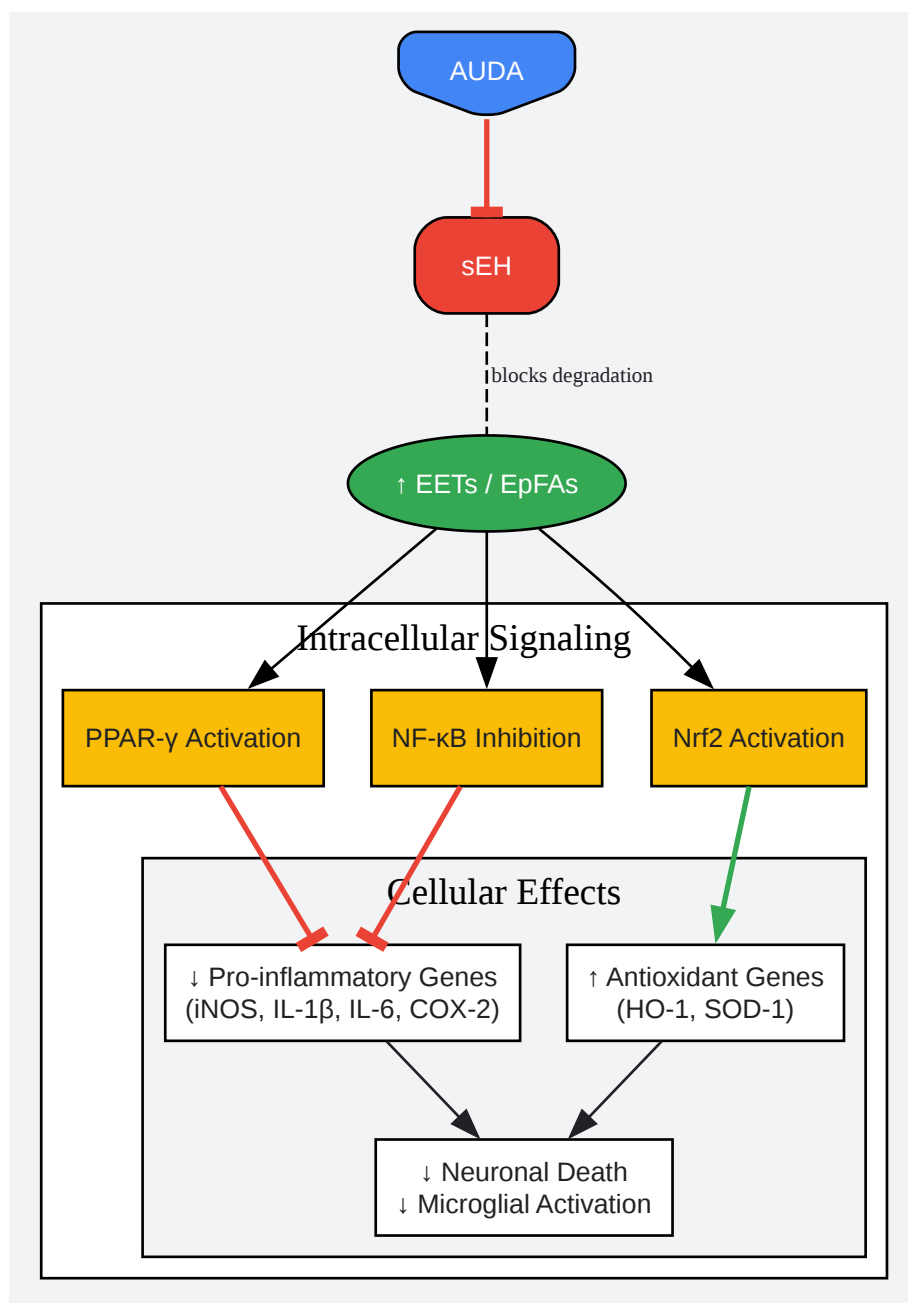 AUDA
sEH
blocks degradation
↑ EETs / EpFAs
Intracellular Signaling
PPAR-γ Activation
NF-κB Inhibition
Nrf2 Activation
Cellular Effects
↓ Pro-inflammatory Genes
(iNOS, IL-1β, IL-6, COX-2)
↑ Antioxidant Genes
(HO-1, SOD-1)
↓ Neuronal Death
↓ Microglial Activation